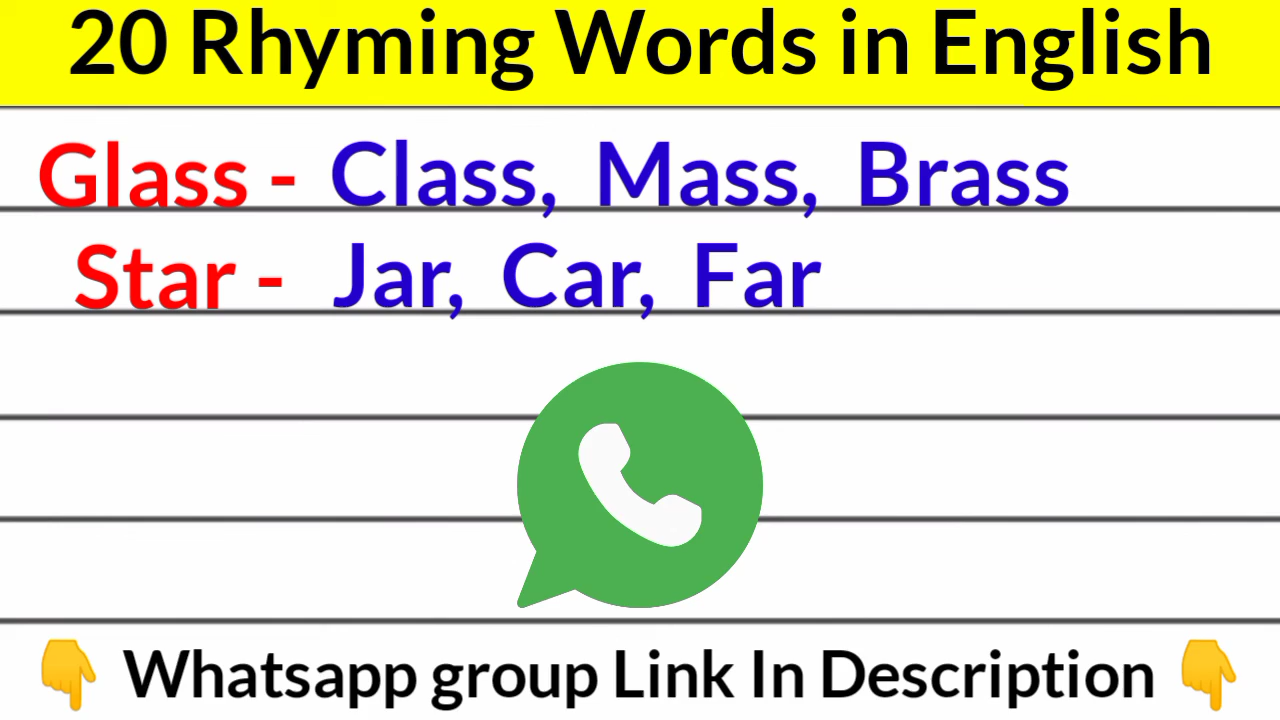 20 Rhyming Words in English
Glass - Class, Mass, Brass
Star - Jar, Car, Far
👇 Whatsapp group Link In Description 👇